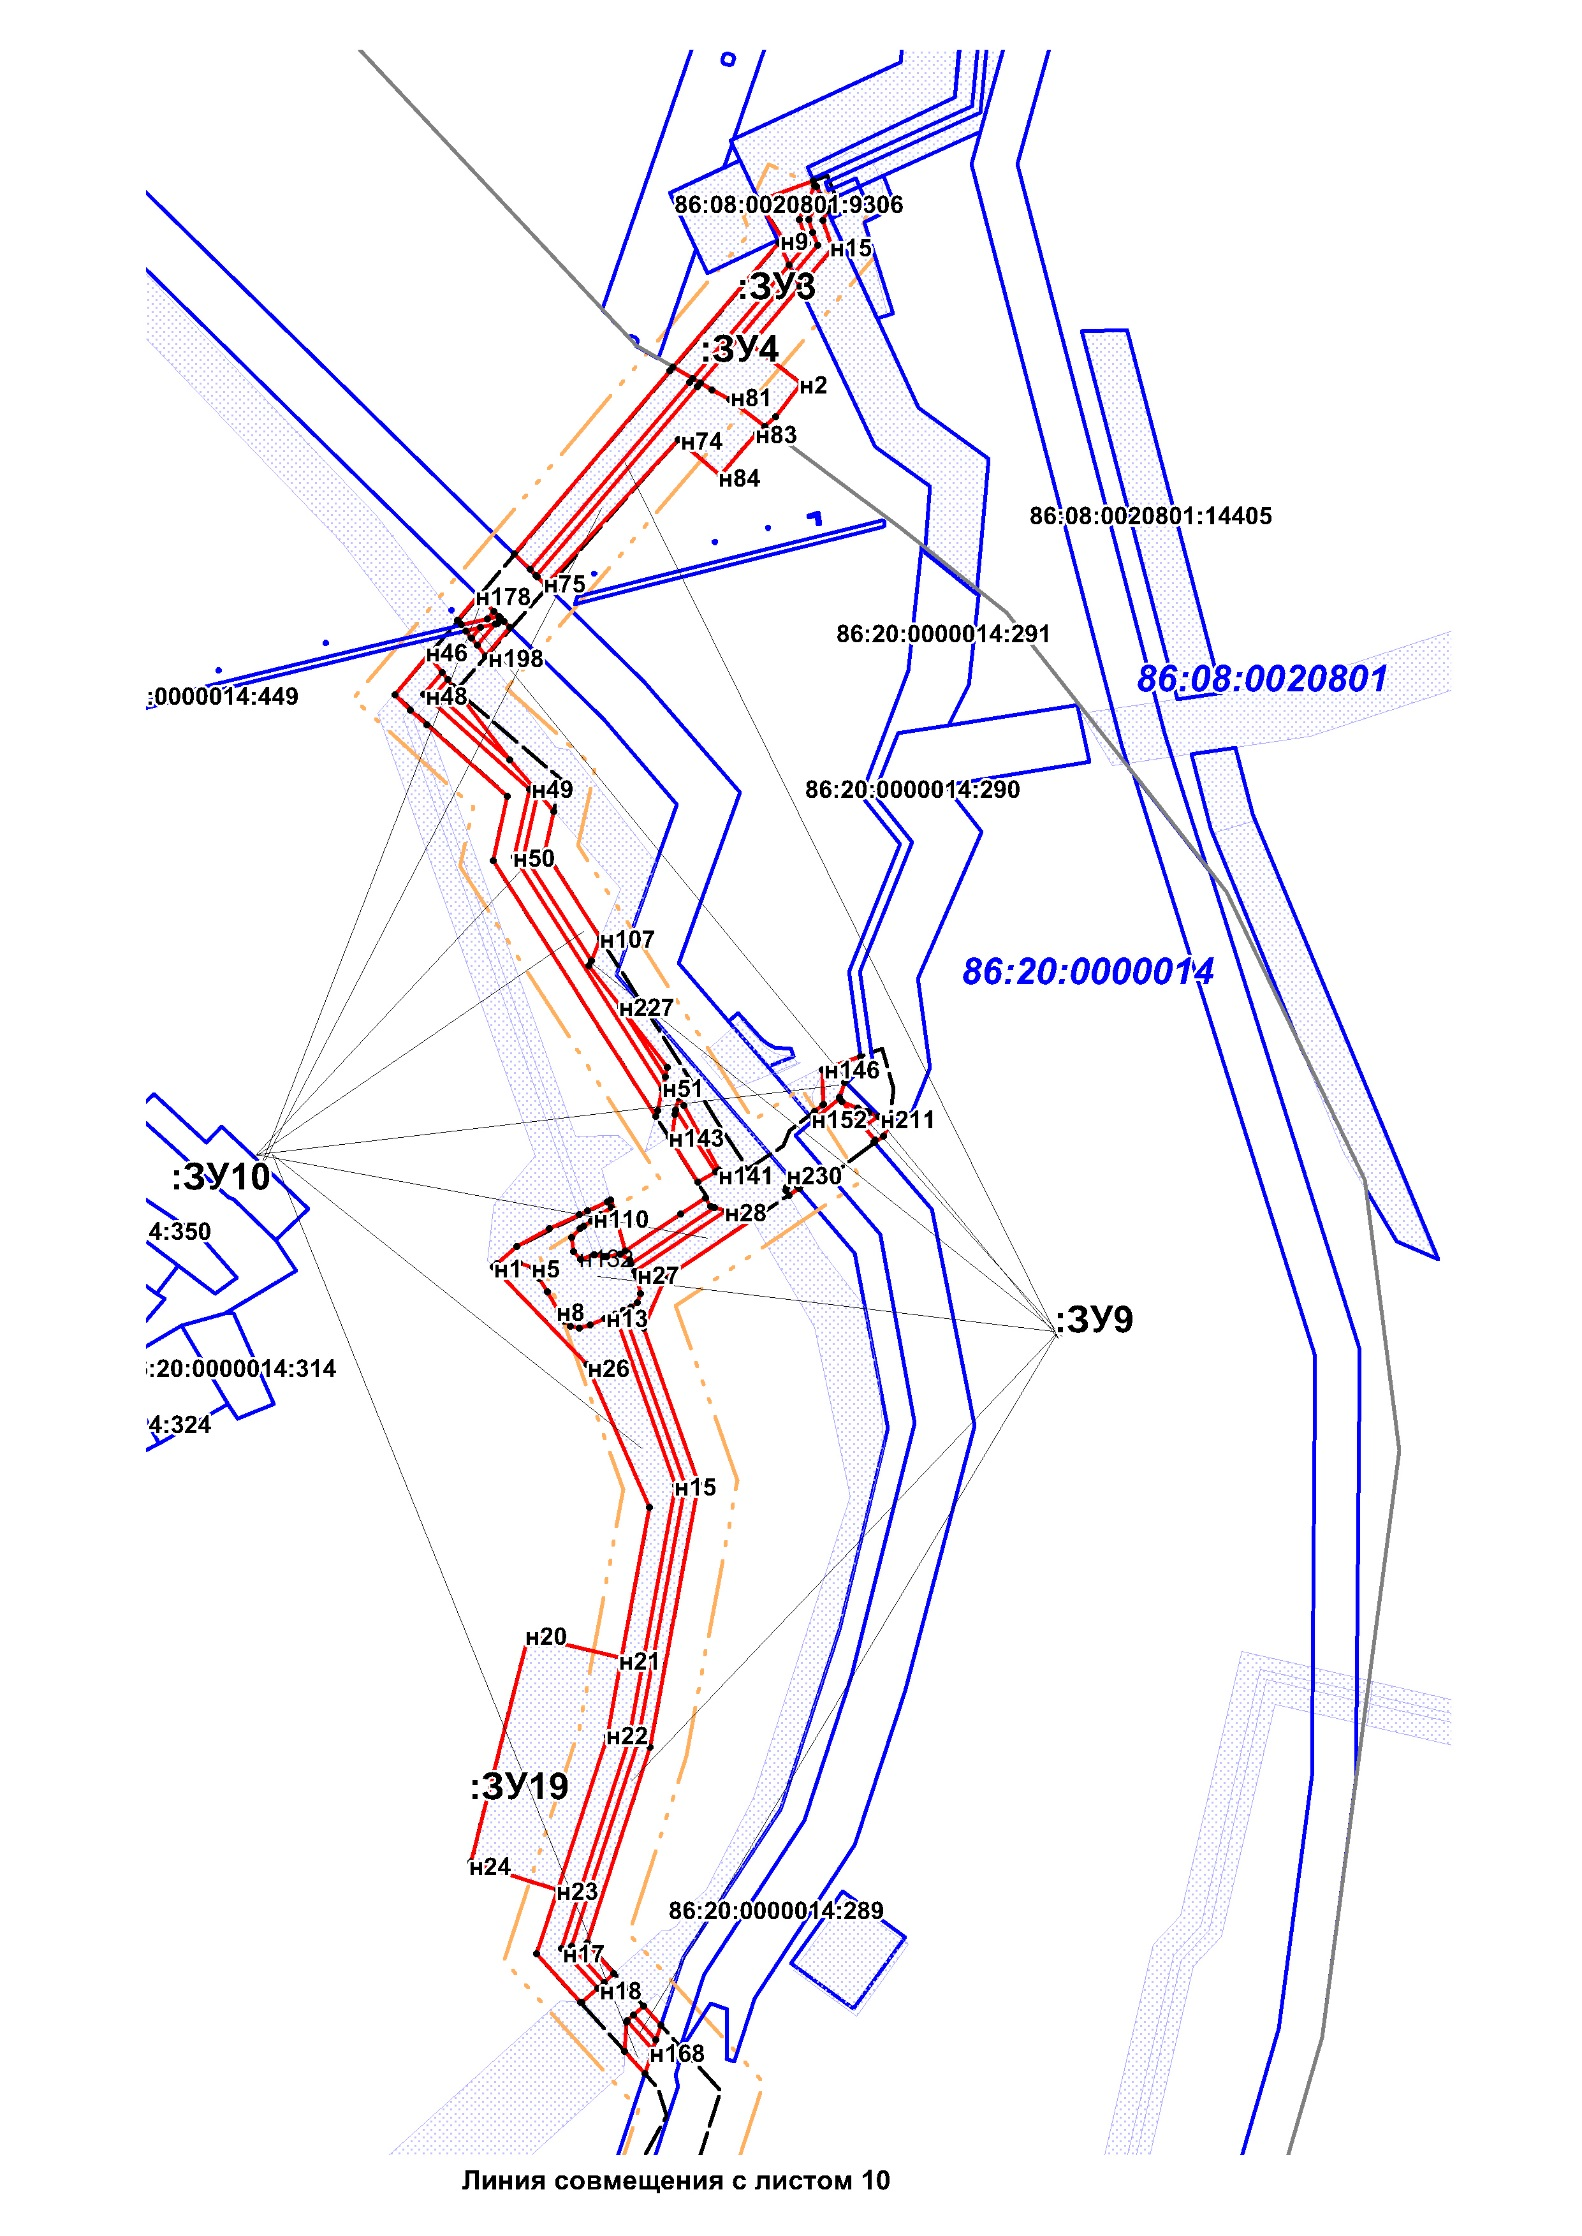 86:08:0020801:9306
н9
н15
:ЗУ3
:ЗУ4
н2
н81
н83
н74
н84
86:08:0020801:14405
н75
н178
86:20:0000014:291
н46
н198
86:08:0020801
:0000014:449
н48
н49
86:20:0000014:290
н50
н107
86:20:0000014
н227
н146
н51
н152
н211
н143
:ЗУ10
н141
н230
н28
н110
4:350
н132
н1
н5
н27
н8
н13
:ЗУ9
н26
:20:0000014:314
4:324
н15
н20
н21
н22
:ЗУ19
н24
н23
86:20:0000014:289
н17
н18
н168
Линия совмещения с листом 10